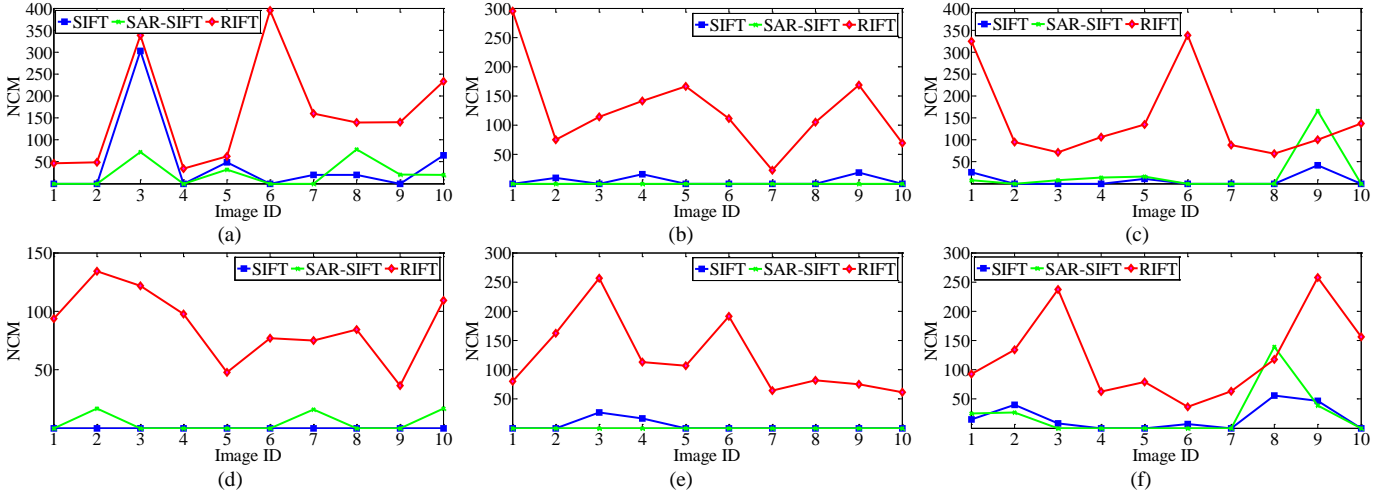 400
350
300
250
200
150
100
50
NCM
SIFT SAR-SIFT RIFT
1 2 3 4 5 6 7 8 9 10
Image ID
(a)
300
250
200
150
100
50
NCM
SIFT SAR-SIFT RIFT
1 2 3 4 5 6 7 8 9 10
Image ID
(b)
400
350
300
250
200
150
100
50
NCM
SIFT SAR-SIFT RIFT
1 2 3 4 5 6 7 8 9 10
Image ID
(c)
150
100
50
NCM
SIFT SAR-SIFT RIFT
1 2 3 4 5 6 7 8 9 10
Image ID
(d)
300
250
200
150
100
50
NCM
SIFT SAR-SIFT RIFT
1 2 3 4 5 6 7 8 9 10
Image ID
(e)
300
250
200
150
100
50
NCM
SIFT SAR-SIFT RIFT
1 2 3 4 5 6 7 8 9 10
Image ID
(f)